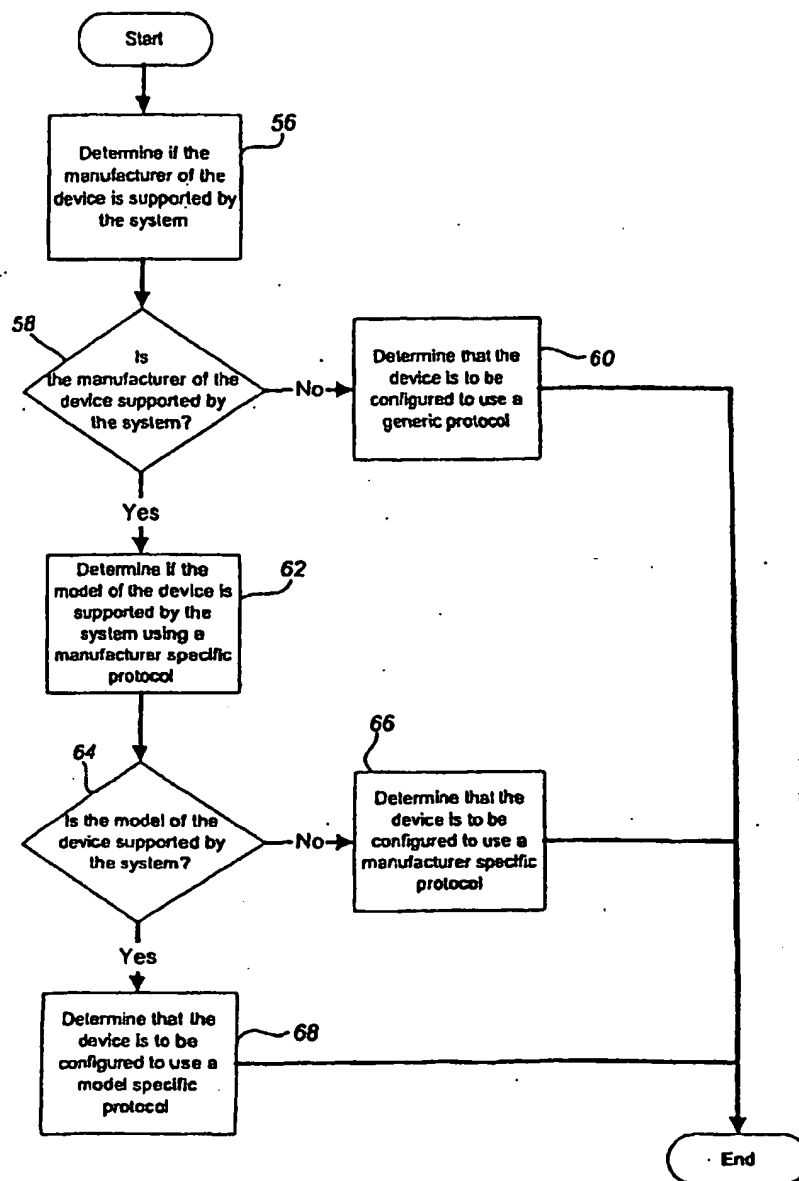 Start
56
Determine if the
manufacturer of the
device is supported by
the system
58
Is
the manufacturer of the
device supported by
the system?
No
60
Determine that the
device is to be
configured to use a
generic protocol
Yes
62
Determine if the
model of the device is
supported by the
system using a
manufacturer specific
protocol
64
Is the model of the
device supported by
the system?
No
66
Determine that the
device is to be
configured to use a
manufacturer specific
protocol
Yes
68
Determine that the
device is to be
configured to use a
model specific
protocol
End